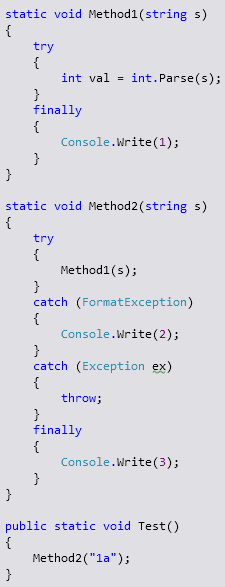 static void Method1(string s)
{
    try
    {
        int val = int.Parse(s);
    }
    finally
    {
        Console.Write(1);
    }
}

static void Method2(string s)
{
    try
    {
        Method1(s);
    }
    catch (FormatException)
    {
        Console.Write(2);
    }
    catch (Exception ex)
    {
        throw;
    }
    finally
    {
        Console.Write(3);
    }
}

public static void Test()
{
    Method2("1a");
}